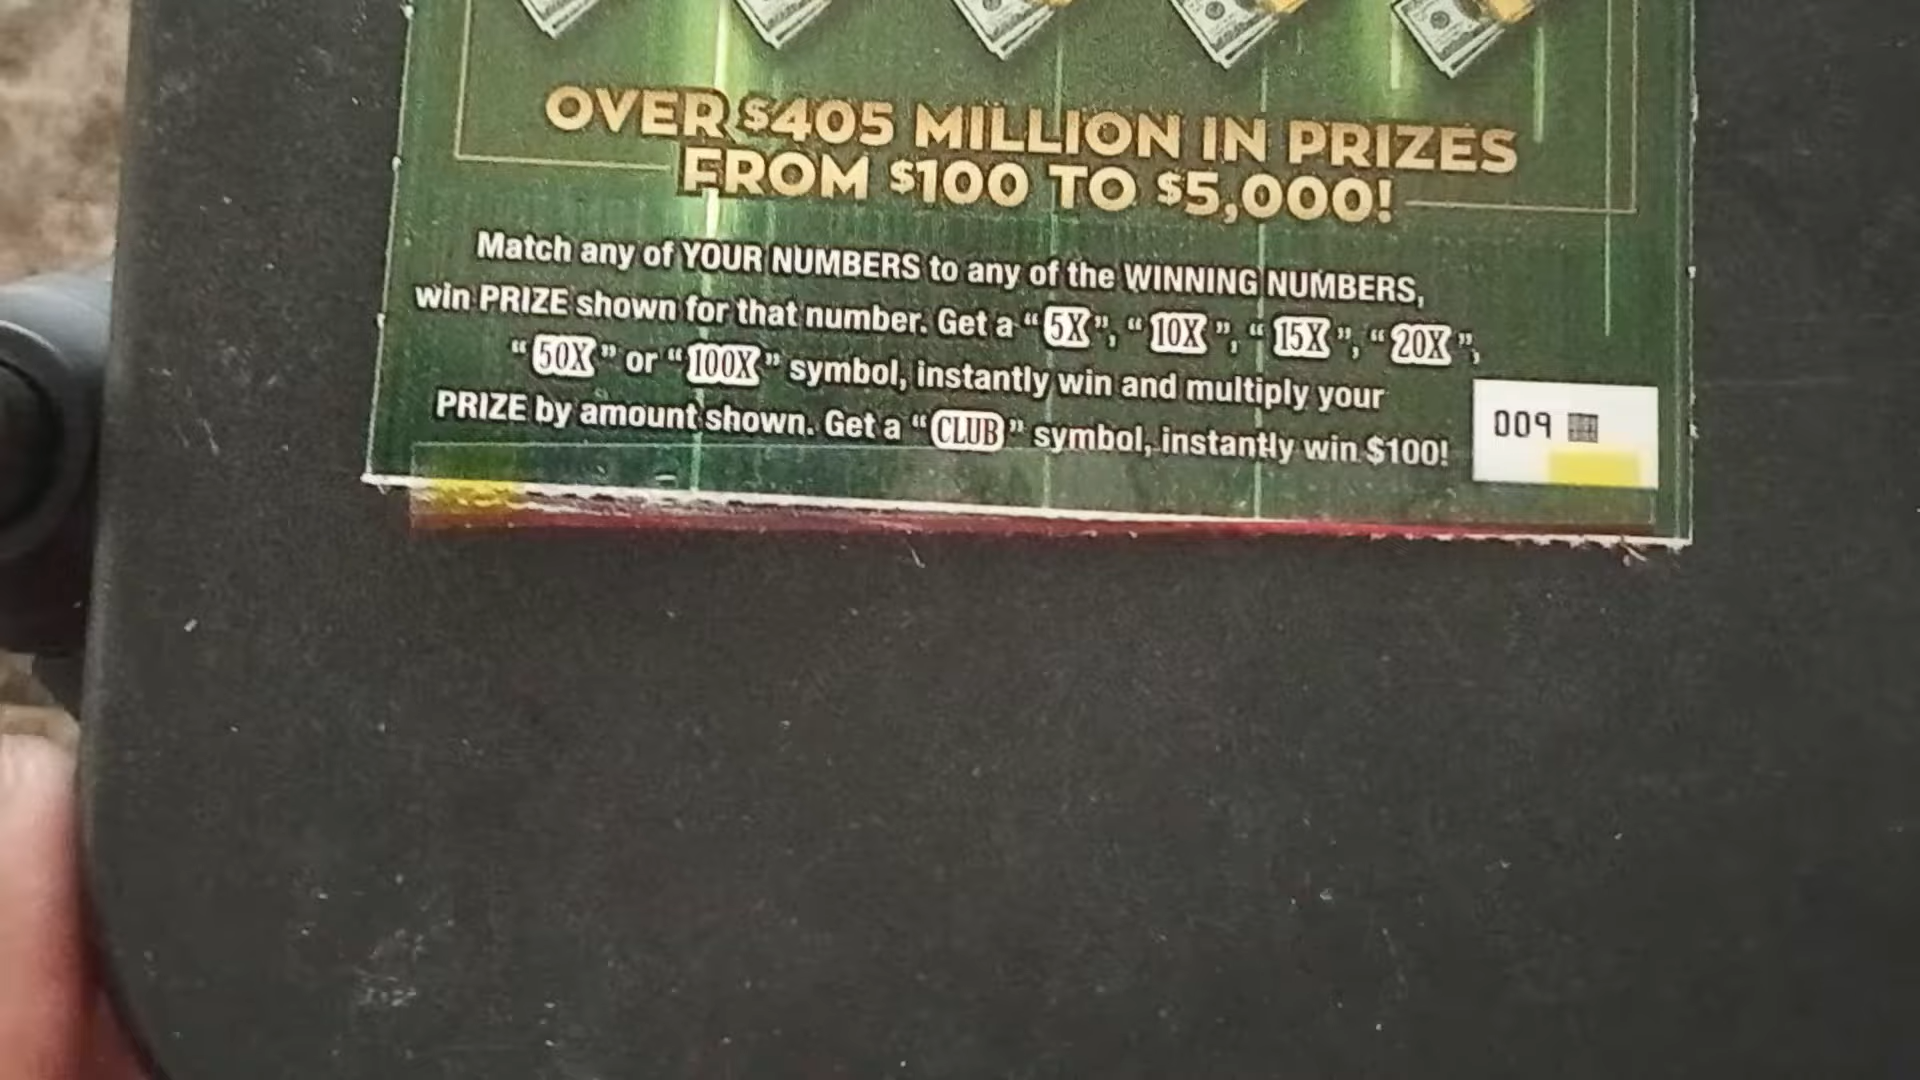 OVER $405 MILLION IN PRIZES
FROM $100 TO $5,000!
Match any of YOUR NUMBERS to any of the WINNING NUMBERS,
win PRIZE shown for that number. Get a "5X", "10X", "15X", "20X",
"50X" or "100X" symbol, instantly win and multiply your
PRIZE by amount shown. Get a "CLUB" symbol, instantly win $100!
009